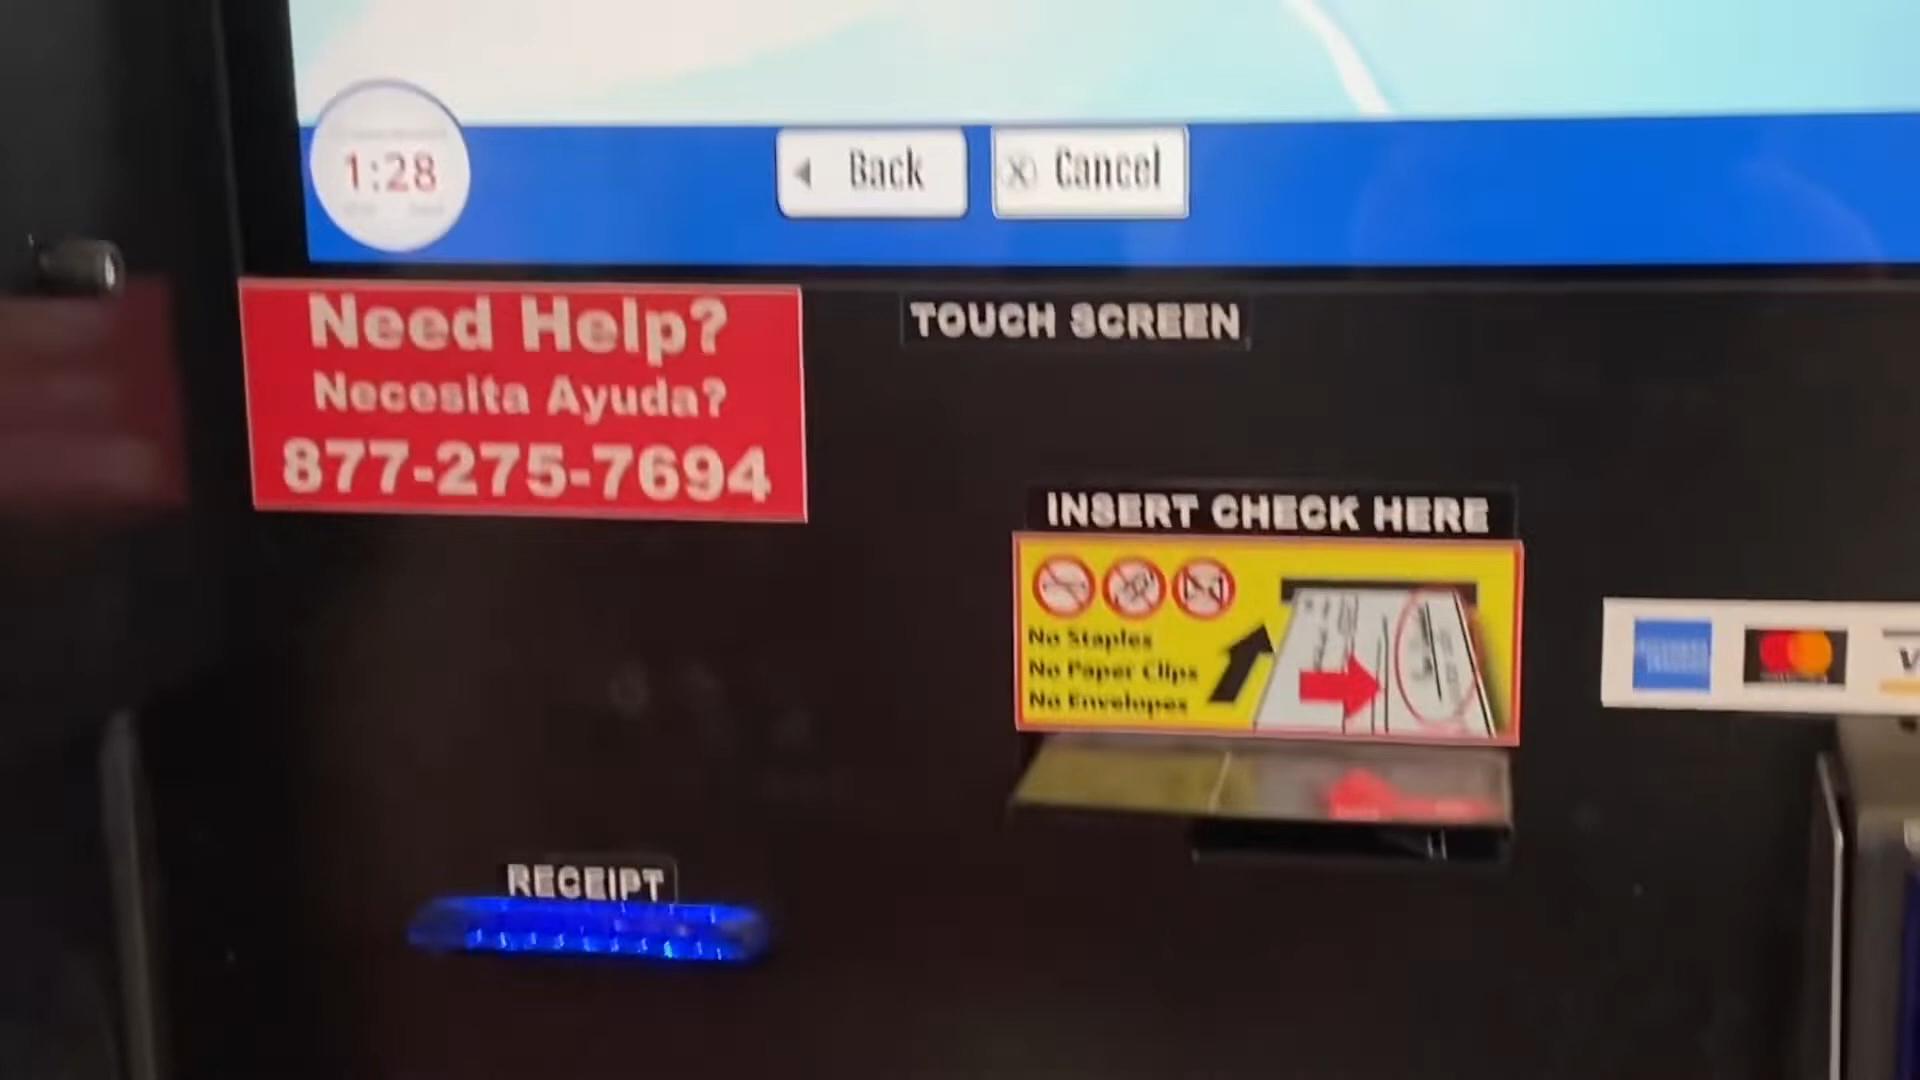 1:28
Back
Cancel
Need Help?
Necesita Ayuda?
877-275-7694
TOUCH SCREEN
INSERT CHECK HERE
No Staples
No Paper Clips
No Envelopes
RECEIPT